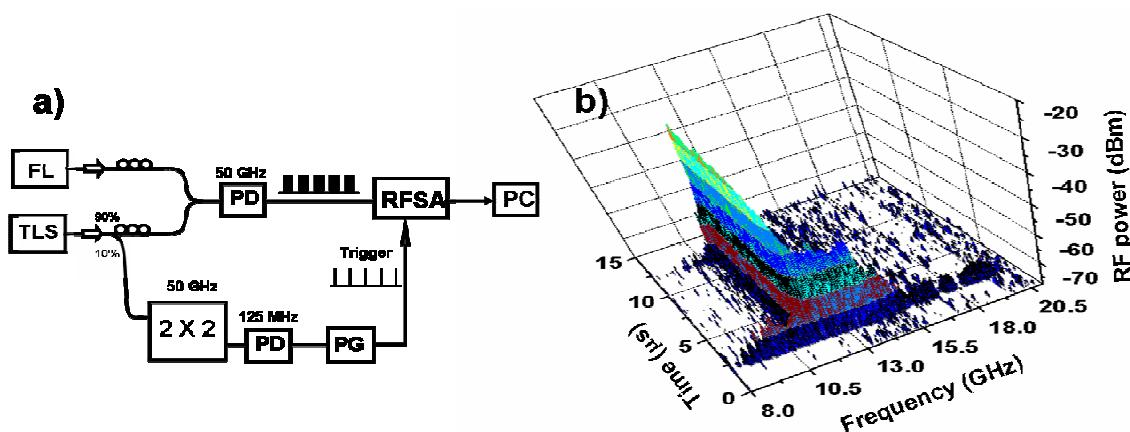 a)
FL
TLS
90%
10%
50 GHz
PD
RFSA
PC
Trigger
50 GHz
2 X 2
125 MHz
PD
PG
b)
-20
-30
-40
-50
-60
-70
RF power (dBm)
15
10
5
0
Time (µs)
8.0
10.5
13.0
15.5
18.0
20.5
Frequency (GHz)